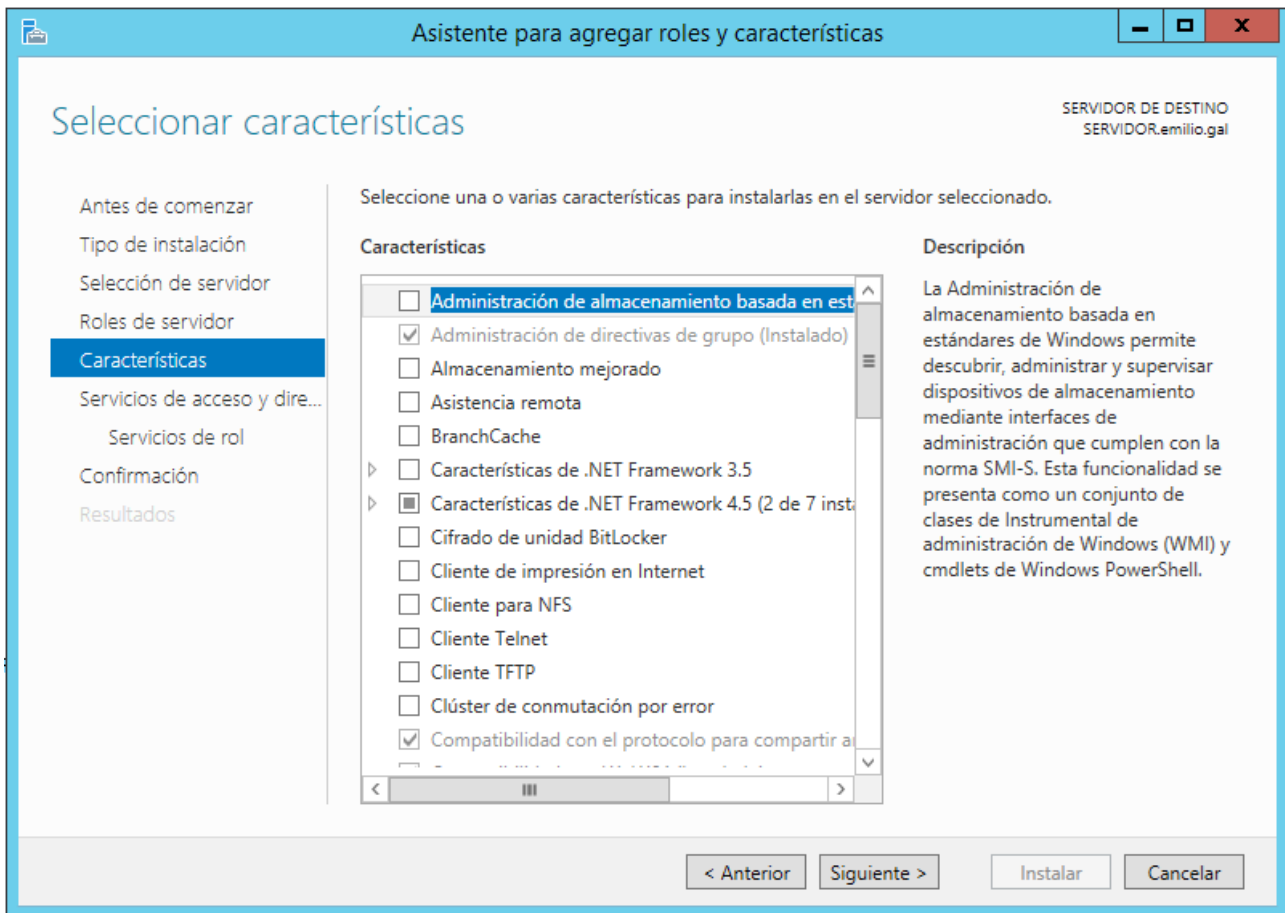 Asistente para agregar roles y características
Seleccionar características
SERVIDOR DE DESTINO
SERVIDOR.emilio.gal
Antes de comenzar
Tipo de instalación
Selección de servidor
Roles de servidor
Características
Servicios de acceso y dire...
Servicios de rol
Confirmación
Resultados
Seleccione una o varias características para instalarlas en el servidor seleccionado.
Características
Administración de almacenamiento basada en est
Administración de directivas de grupo (Instalado)
Almacenamiento mejorado
Asistencia remota
BranchCache
Características de .NET Framework 3.5
Características de .NET Framework 4.5 (2 de 7 insta
Cifrado de unidad BitLocker
Cliente de impresión en Internet
Cliente para NFS
Cliente Telnet
Cliente TFTP
Clúster de conmutación por error
Compatibilidad con el protocolo para compartir a
Descripción
La Administración de
almacenamiento basada en
estándares de Windows permite
descubrir, administrar y supervisar
dispositivos de almacenamiento
mediante interfaces de
administración que cumplen con la
norma SMI-S. Esta funcionalidad se
presenta como un conjunto de
clases de Instrumental de
administración de Windows (WMI) y
cmdlets de Windows PowerShell.
< Anterior
Siguiente >
Instalar
Cancelar